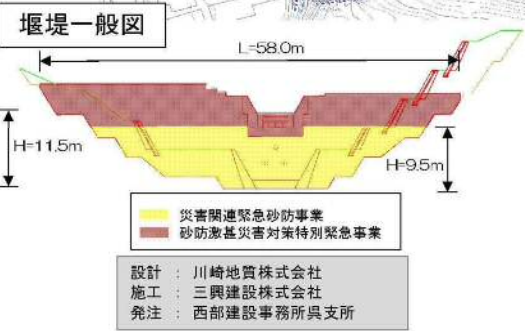 堰堤一般図
L=58.0m
H=11.5m
H=9.5m
災害関連緊急砂防事業
砂防激甚災害対策特別緊急事業
設計 : 川崎地質株式会社
施工 : 三興建設株式会社
発注 : 西部建設事務所呉支所